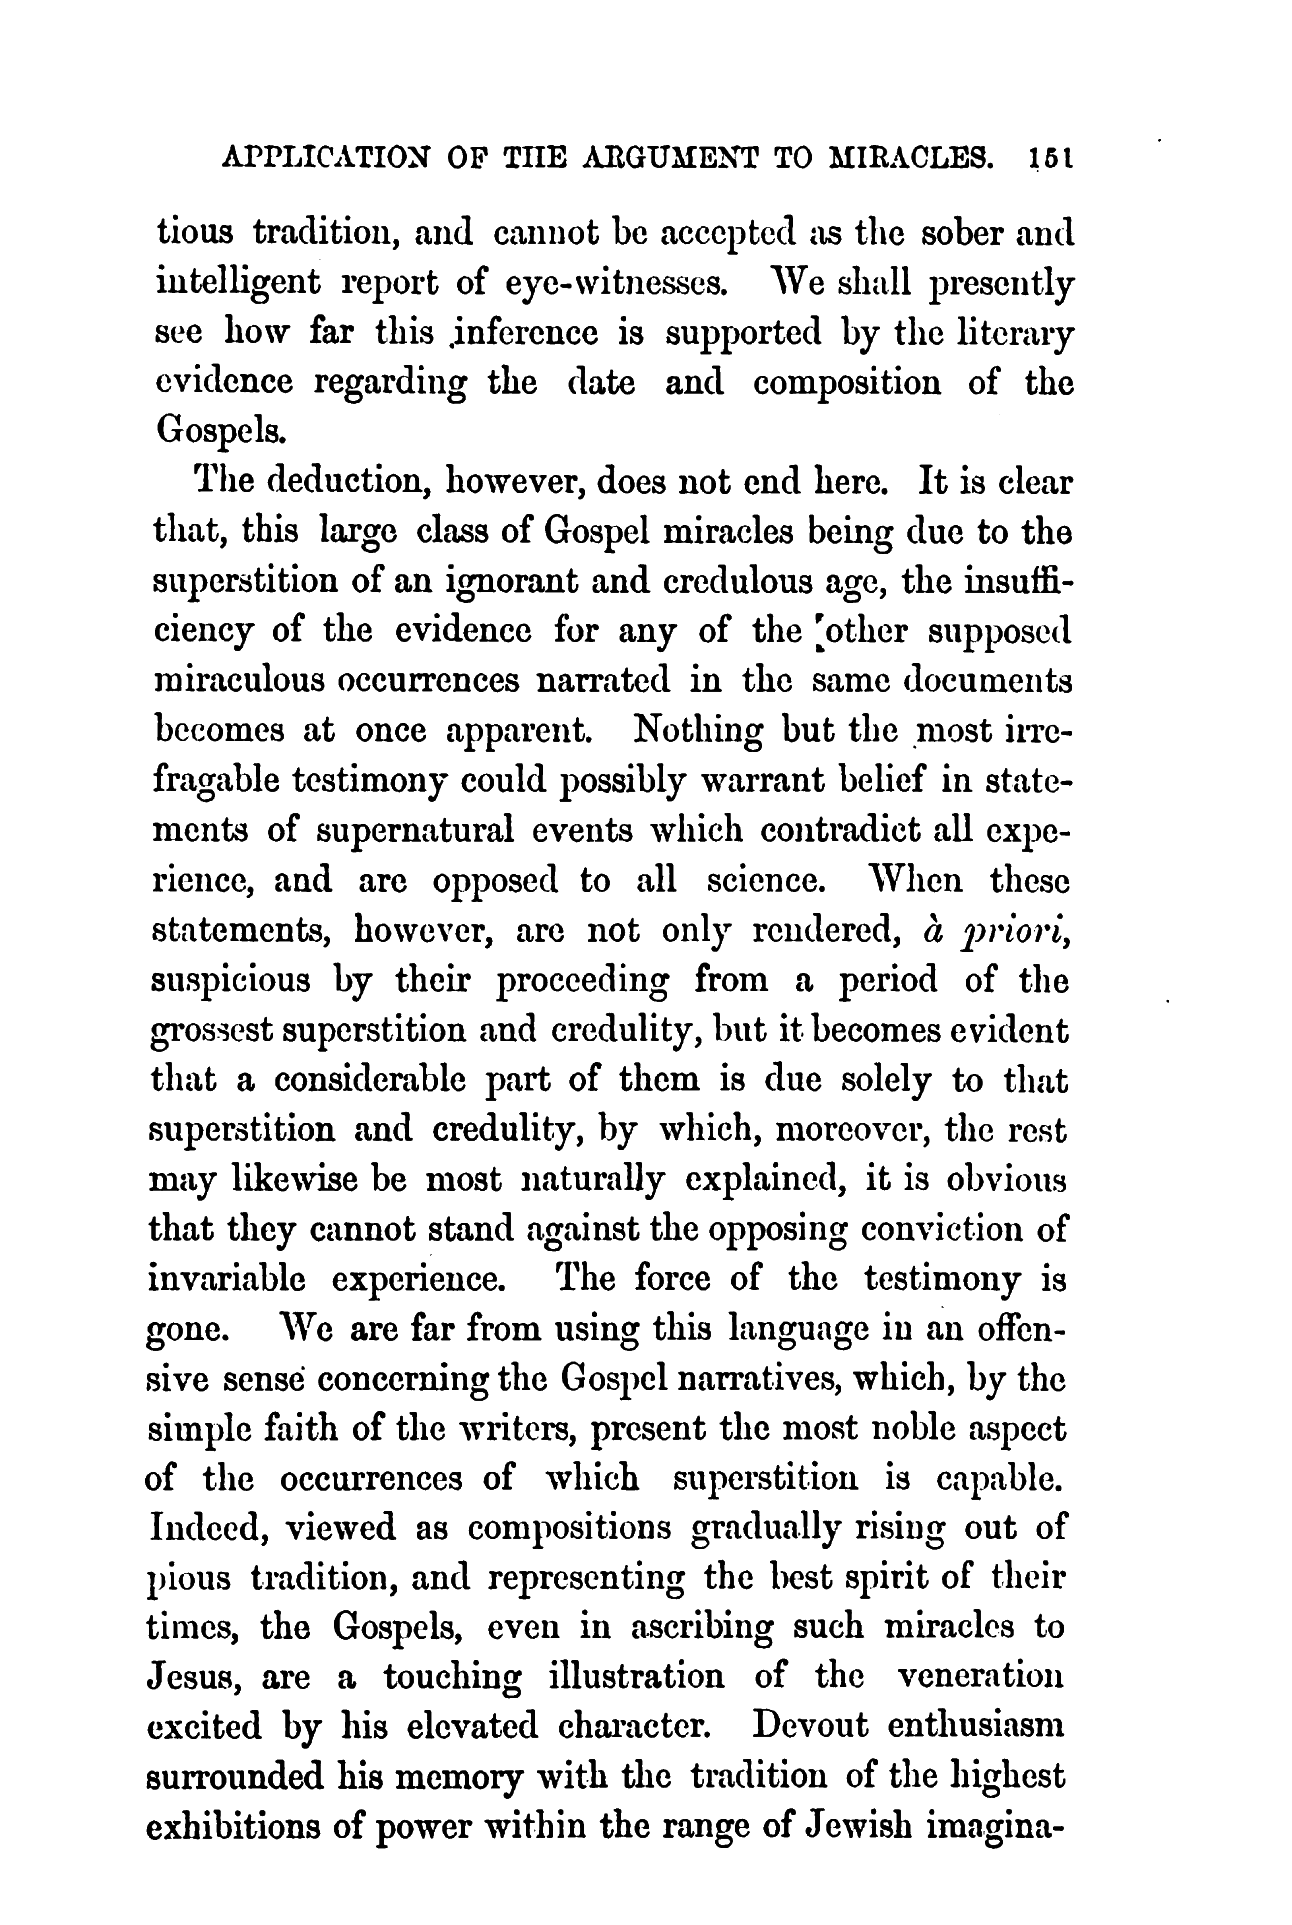 APPLICATION OF THE ARGUMENT TO MIRACLES. 151
tious tradition, and cannot be accepted as the sober and
intelligent report of eye-witnesses. We shall presently
see how far this inference is supported by the literary
evidence regarding the date and composition of the
Gospels.
The deduction, however, does not end here. It is clear
that, this large class of Gospel miracles being due to the
superstition of an ignorant and credulous age, the insuffi-
ciency of the evidence for any of the other supposed
miraculous occurrences narrated in the same documents
becomes at once apparent. Nothing but the most irre-
fragable testimony could possibly warrant belief in state-
ments of supernatural events which contradict all expe-
rience, and are opposed to all science. When these
statements, however, are not only rendered, à priori,
suspicious by their proceeding from a period of the
grossest superstition and credulity, but it becomes evident
that a considerable part of them is due solely to that
superstition and credulity, by which, moreover, the rest
may likewise be most naturally explained, it is obvious
that they cannot stand against the opposing conviction of
invariable experience. The force of the testimony is
gone. We are far from using this language in an offen-
sive sense concerning the Gospel narratives, which, by the
simple faith of the writers, present the most noble aspect
of the occurrences of which superstition is capable.
Indeed, viewed as compositions gradually rising out of
pious tradition, and representing the best spirit of their
times, the Gospels, even in ascribing such miracles to
Jesus, are a touching illustration of the veneration
excited by his elevated character. Devout enthusiasm
surrounded his memory with the tradition of the highest
exhibitions of power within the range of Jewish imagina-